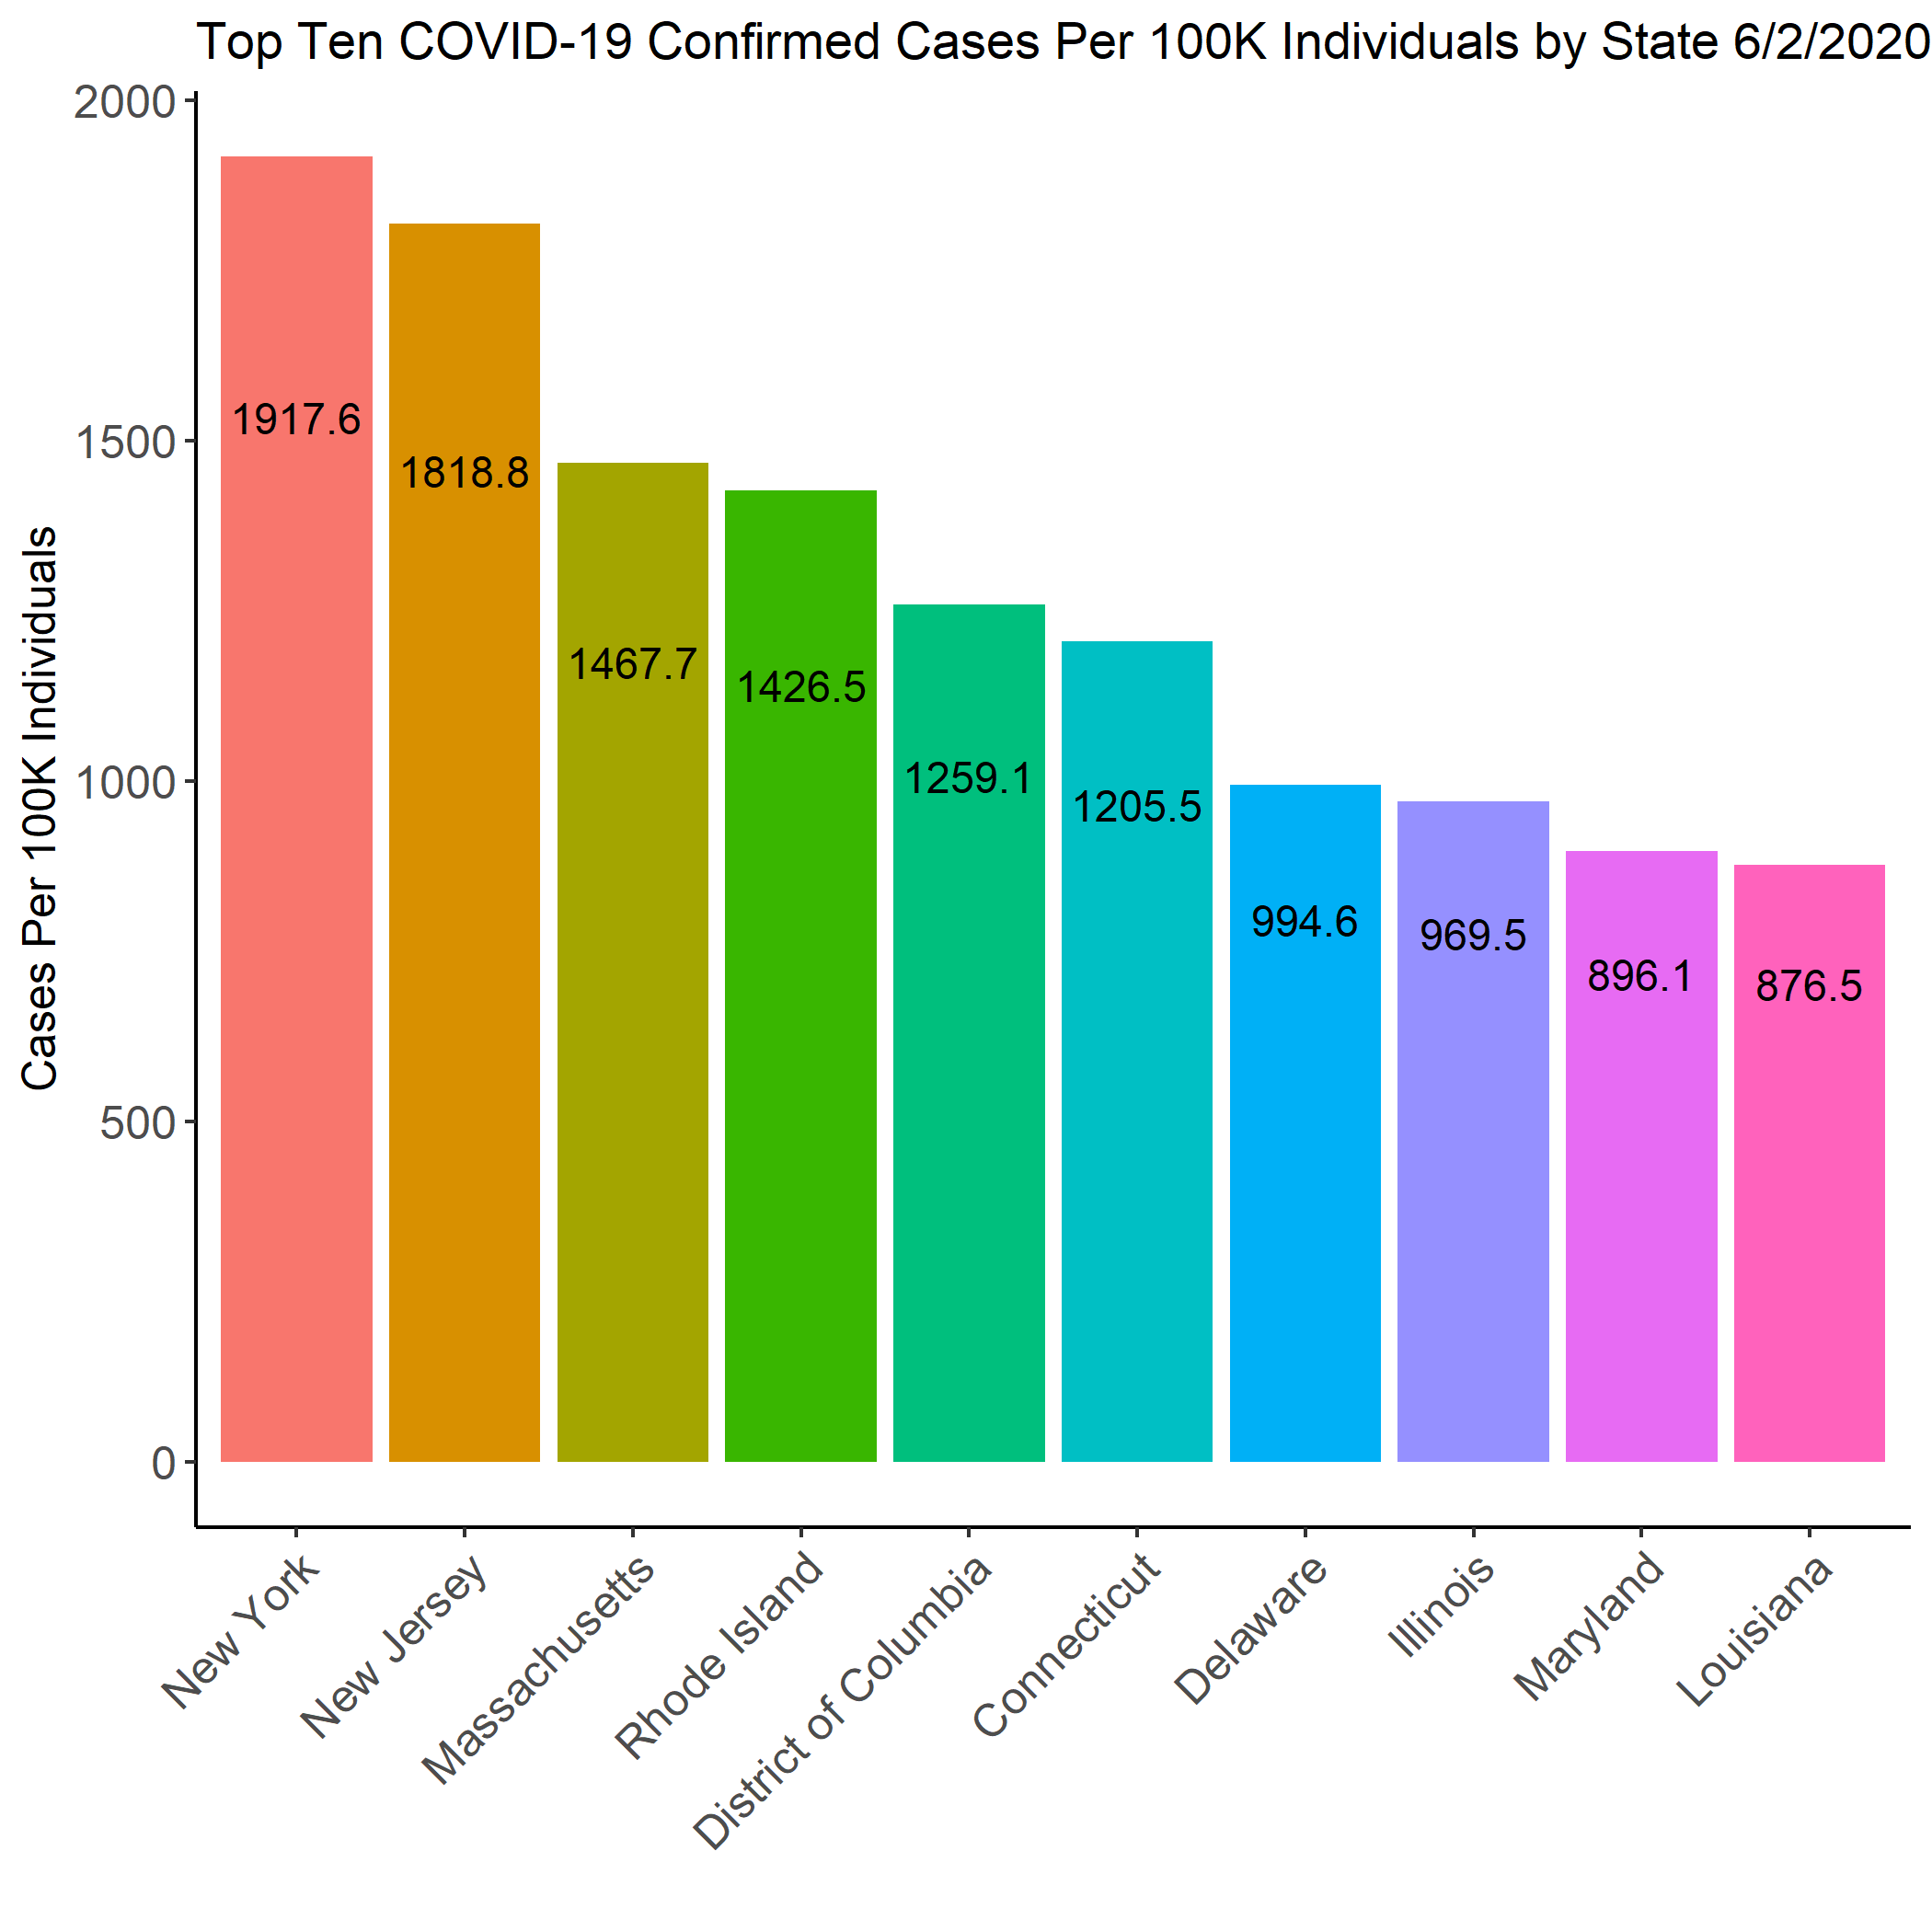 Top Ten COVID-19 Confirmed Cases Per 100K Individuals by State 6/2/2020
Cases Per 100K Individuals
2000
1500
1000
500
0
1917.6
1818.8
1467.7
1426.5
1259.1
1205.5
994.6
969.5
896.1
876.5
New York
New Jersey
Massachusetts
Rhode Island
District of Columbia
Connecticut
Delaware
Illinois
Maryland
Louisiana